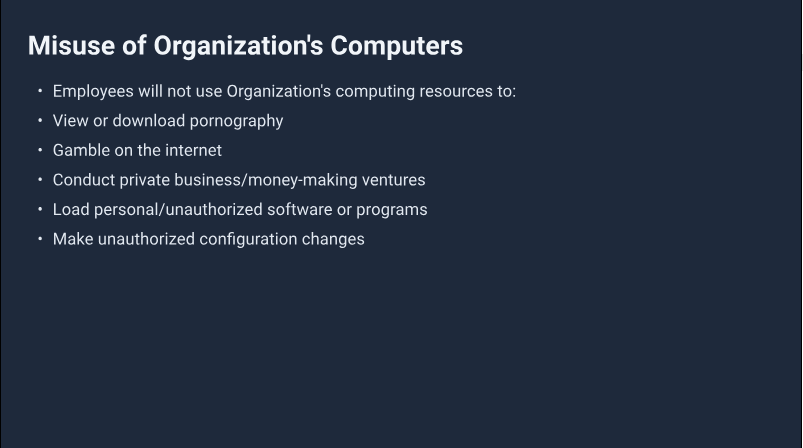 Misuse of Organization's Computers
• Employees will not use Organization's computing resources to:
• View or download pornography
• Gamble on the internet
• Conduct private business/money-making ventures
• Load personal/unauthorized software or programs
• Make unauthorized configuration changes